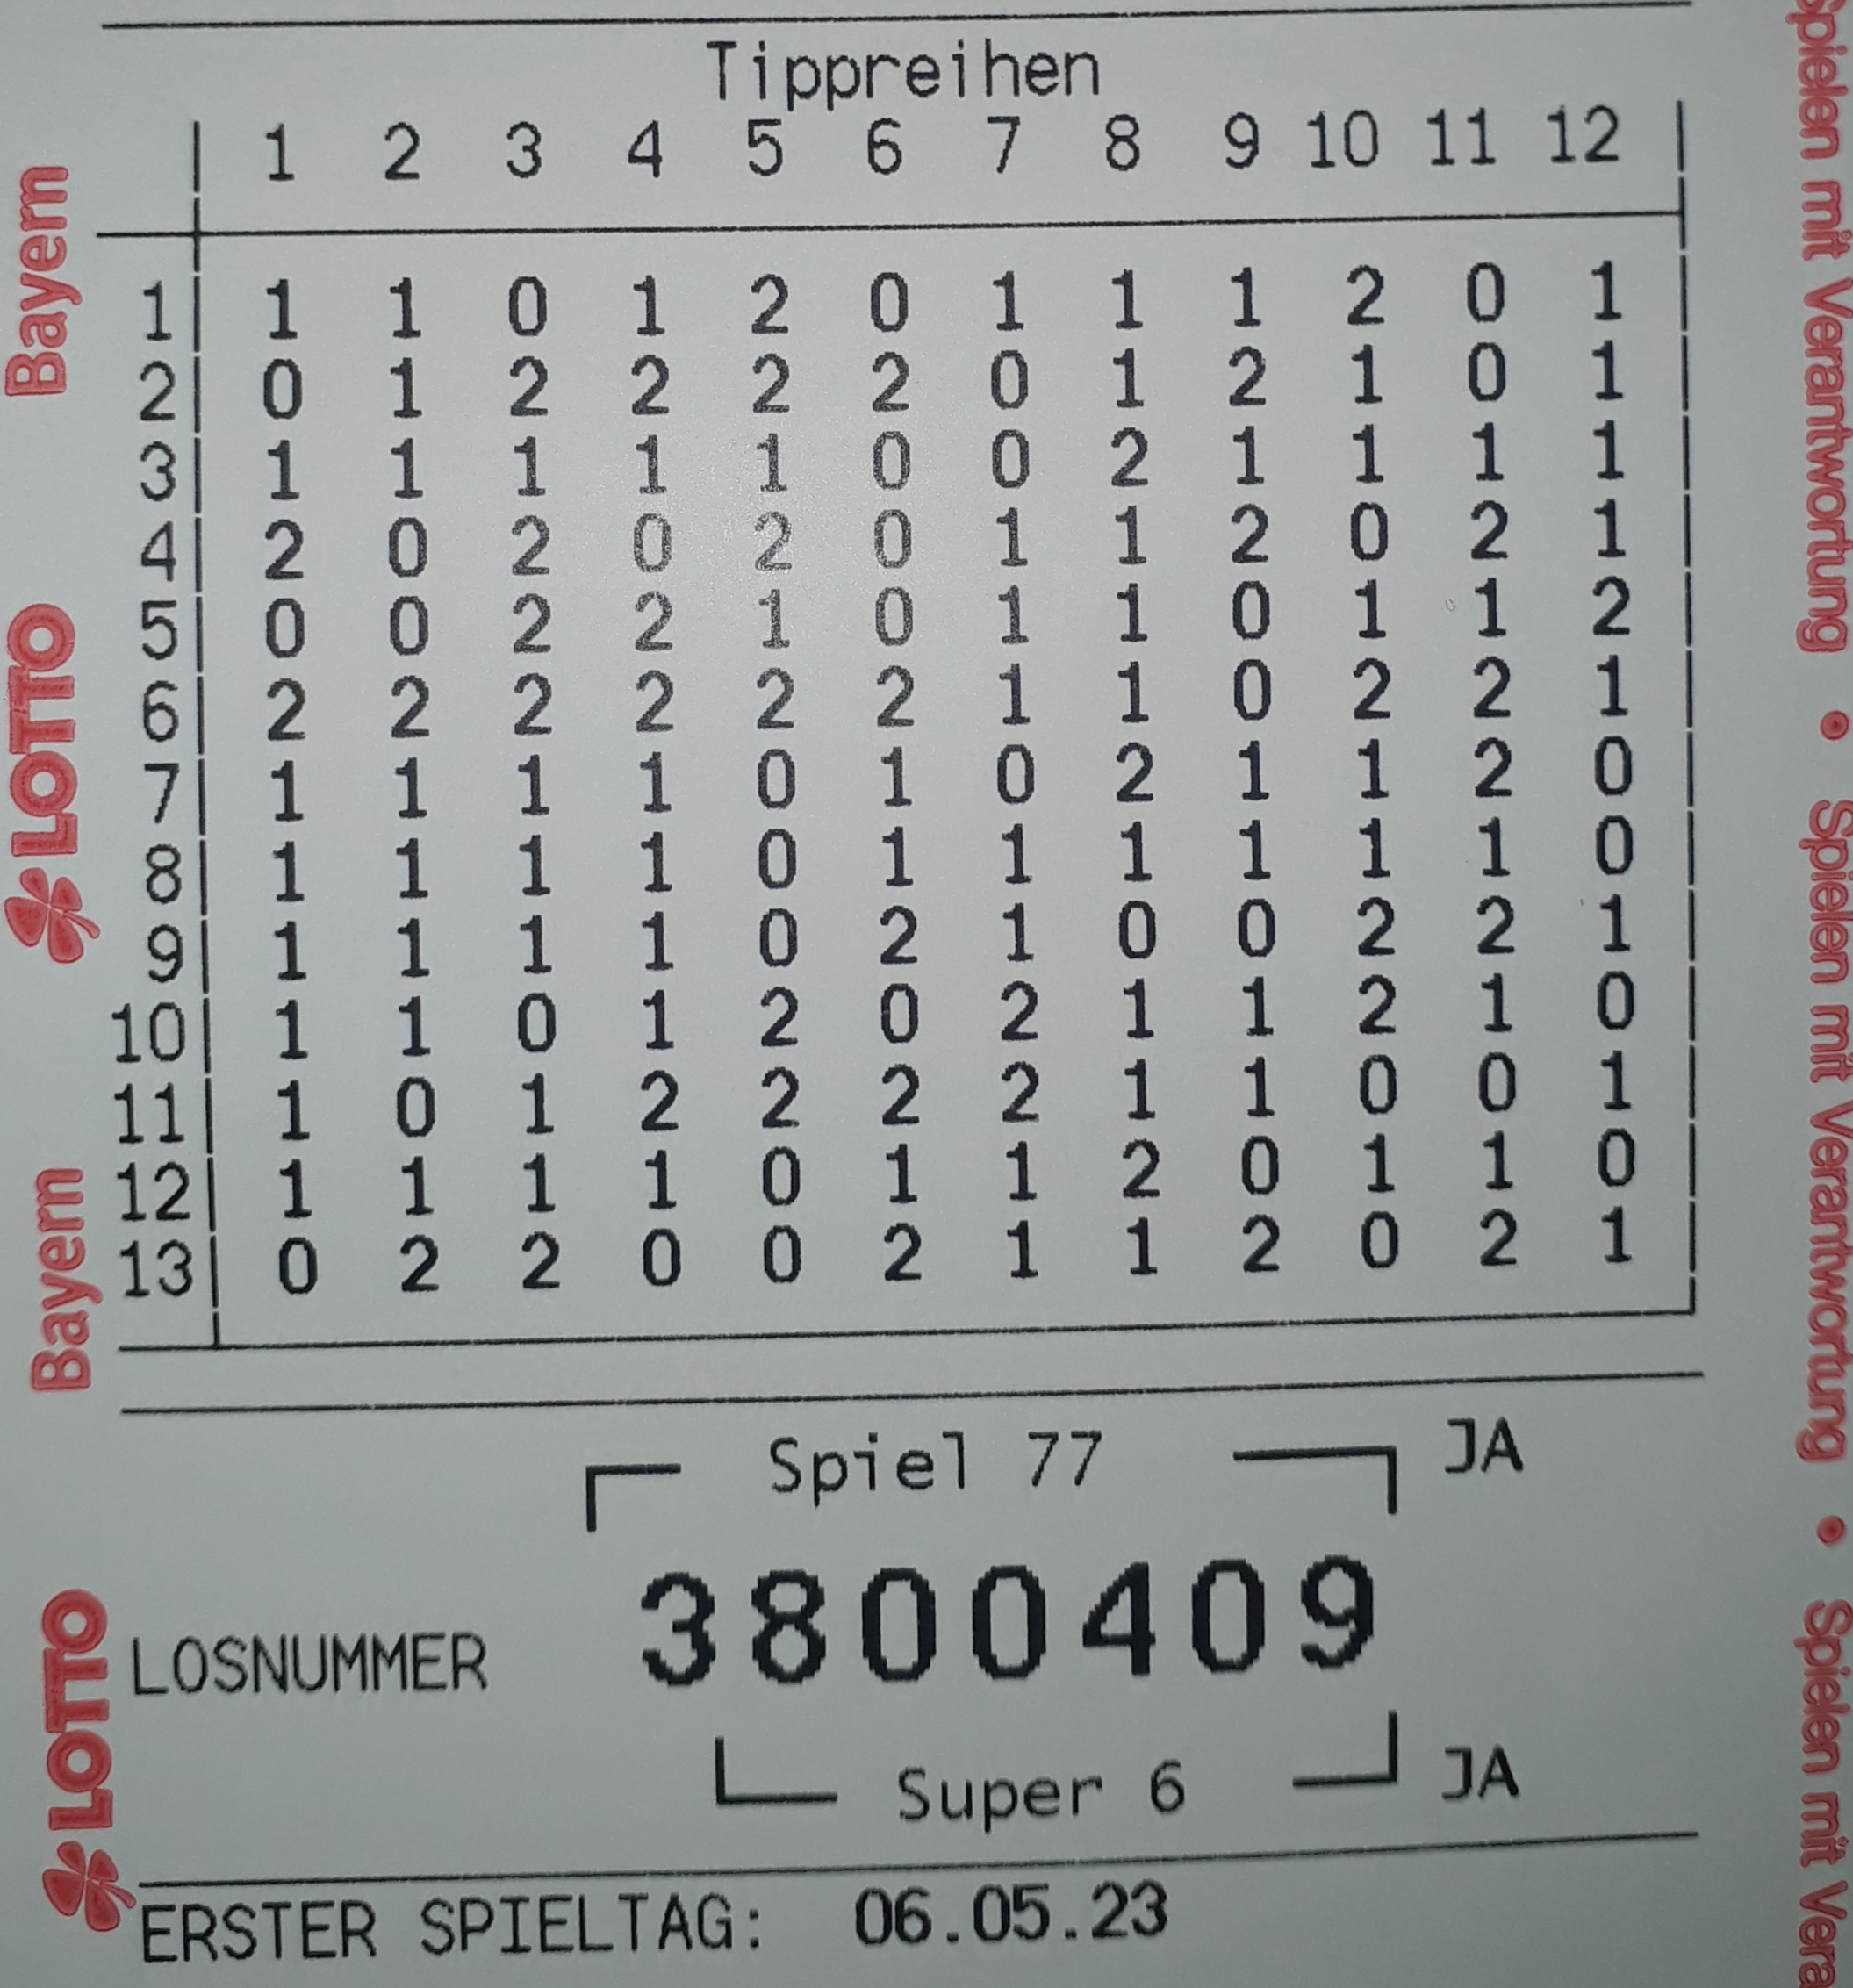 Tippreihen
1 2 3 4 5 6 7 8 9 10 11 12
1 1 1 0 1 2 0 1 1 1 2 0 1
2 0 1 2 2 2 2 0 1 2 1 0 1
3 1 1 1 1 1 0 0 2 1 1 1 1
4 2 0 2 0 2 0 1 1 2 0 2 1
5 0 0 2 2 1 0 1 1 0 1 1 2
6 2 2 2 2 2 2 1 1 0 2 2 1
7 1 1 1 1 0 1 0 2 1 1 2 0
8 1 1 1 1 0 1 1 1 1 1 1 0
9 1 1 1 1 0 2 1 0 0 2 2 1
10 1 1 0 1 2 0 2 1 1 2 1 0
11 1 0 1 2 2 2 2 1 1 0 0 1
12 1 1 1 1 0 1 1 2 0 1 1 0
13 0 2 2 0 0 2 1 1 2 0 2 1
Spiel 77 JA
LOSNUMMER 3800409
Super 6 JA
ERSTER SPIELTAG: 06.05.23
LOTTO Bayern LOTTO Bayern
Spielen mit Verantwortung • Spielen mit Verantwortung • Spielen mit Vera